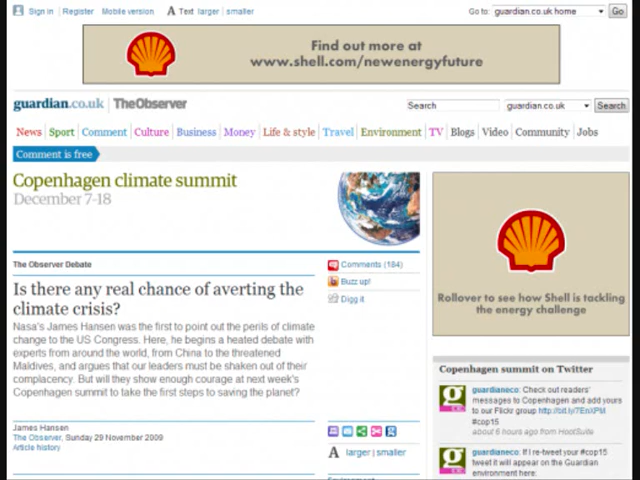 Sign in | Register Mobile version A Text larger | smaller Go to: guardian.co.uk home Go
Find out more at
www.shell.com/newenergyfuture
guardian.co.uk TheObserver Search guardian.co.uk Search
News Sport Comment Culture Business Money Life & style Travel Environment TV Blogs Video Community Jobs
Comment is free
Copenhagen climate summit
December 7-18
Rollover to see how Shell is tackling
the energy challenge
The Observer Debate
Is there any real chance of averting the
climate crisis?
Nasa's James Hansen was the first to point out the perils of climate
change to the US Congress. Here, he begins a heated debate with
experts from around the world, from China to the threatened
Maldives, and argues that our leaders must be shaken out of their
complacency. But will they show enough courage at next week's
Copenhagen summit to take the first steps to saving the planet?
Comments (184)
Buzz up!
Digg it
James Hansen
The Observer, Sunday 29 November 2009
Article history
A larger | smaller
Environment
Copenhagen summit on Twitter
guardianeco: Check out readers'
messages to Copenhagen and add yours
to our Flickr group http://bit.ly/7EnXPM
#cop15
about 6 hours ago from HootSuite
guardianeco: If I re-tweet your #cop15
tweet it will appear on the Guardian
environment here: